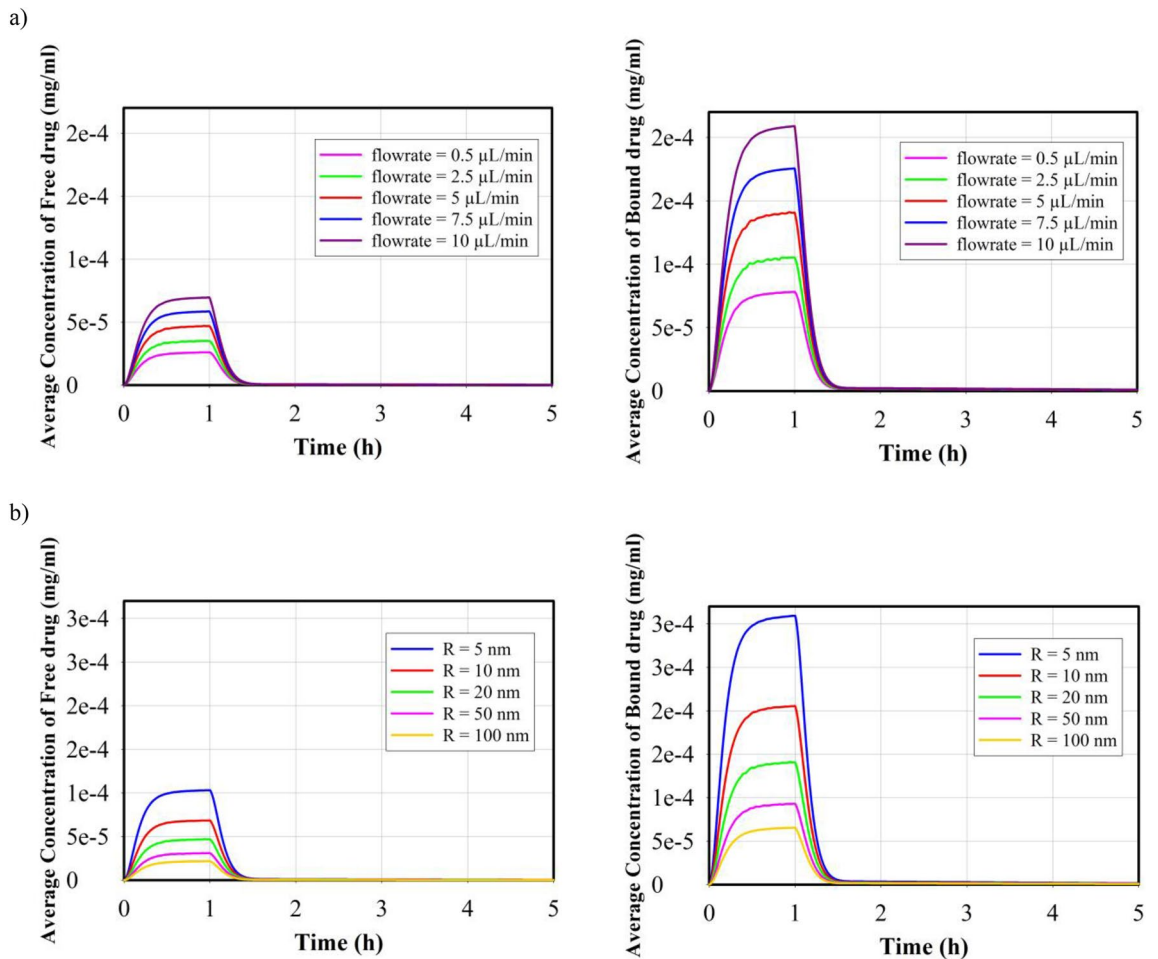 a)
Average Concentration of Free drug (mg/ml)
2e-4
2e-4
1e-4
5e-5
0
flowrate = 0.5 µL/min
flowrate = 2.5 µL/min
flowrate = 5 µL/min
flowrate = 7.5 µL/min
flowrate = 10 µL/min
0 1 2 3 4 5
Time (h)
Average Concentration of Bound drug (mg/ml)
2e-4
2e-4
1e-4
5e-5
0
flowrate = 0.5 µL/min
flowrate = 2.5 µL/min
flowrate = 5 µL/min
flowrate = 7.5 µL/min
flowrate = 10 µL/min
0 1 2 3 4 5
Time (h)
b)
Average Concentration of Free drug (mg/ml)
3e-4
3e-4
2e-4
2e-4
1e-4
5e-5
0
R = 5 nm
R = 10 nm
R = 20 nm
R = 50 nm
R = 100 nm
0 1 2 3 4 5
Time (h)
Average Concentration of Bound drug (mg/ml)
3e-4
3e-4
2e-4
2e-4
1e-4
5e-5
0
R = 5 nm
R = 10 nm
R = 20 nm
R = 50 nm
R = 100 nm
0 1 2 3 4 5
Time (h)